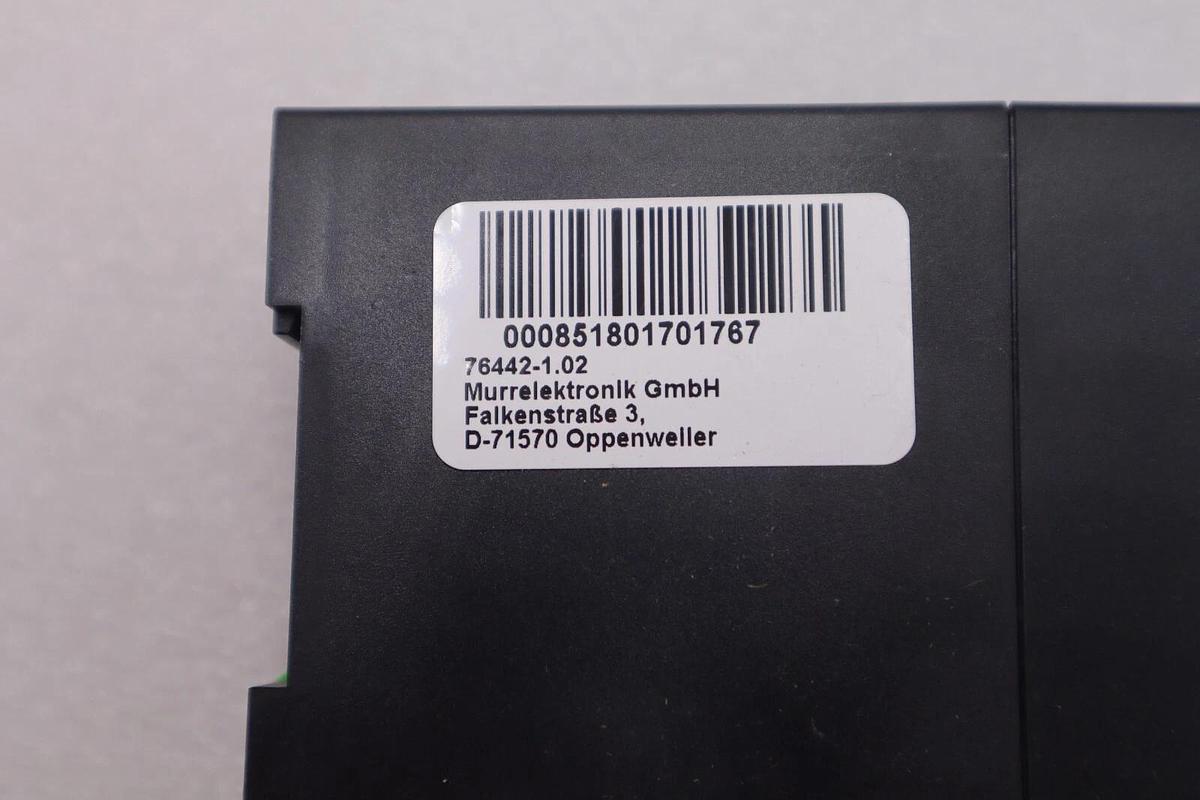 000851801701767
76442-1.02
Murrelektronik GmbH
Falkenstraße 3,
D-71570 Oppenweiler